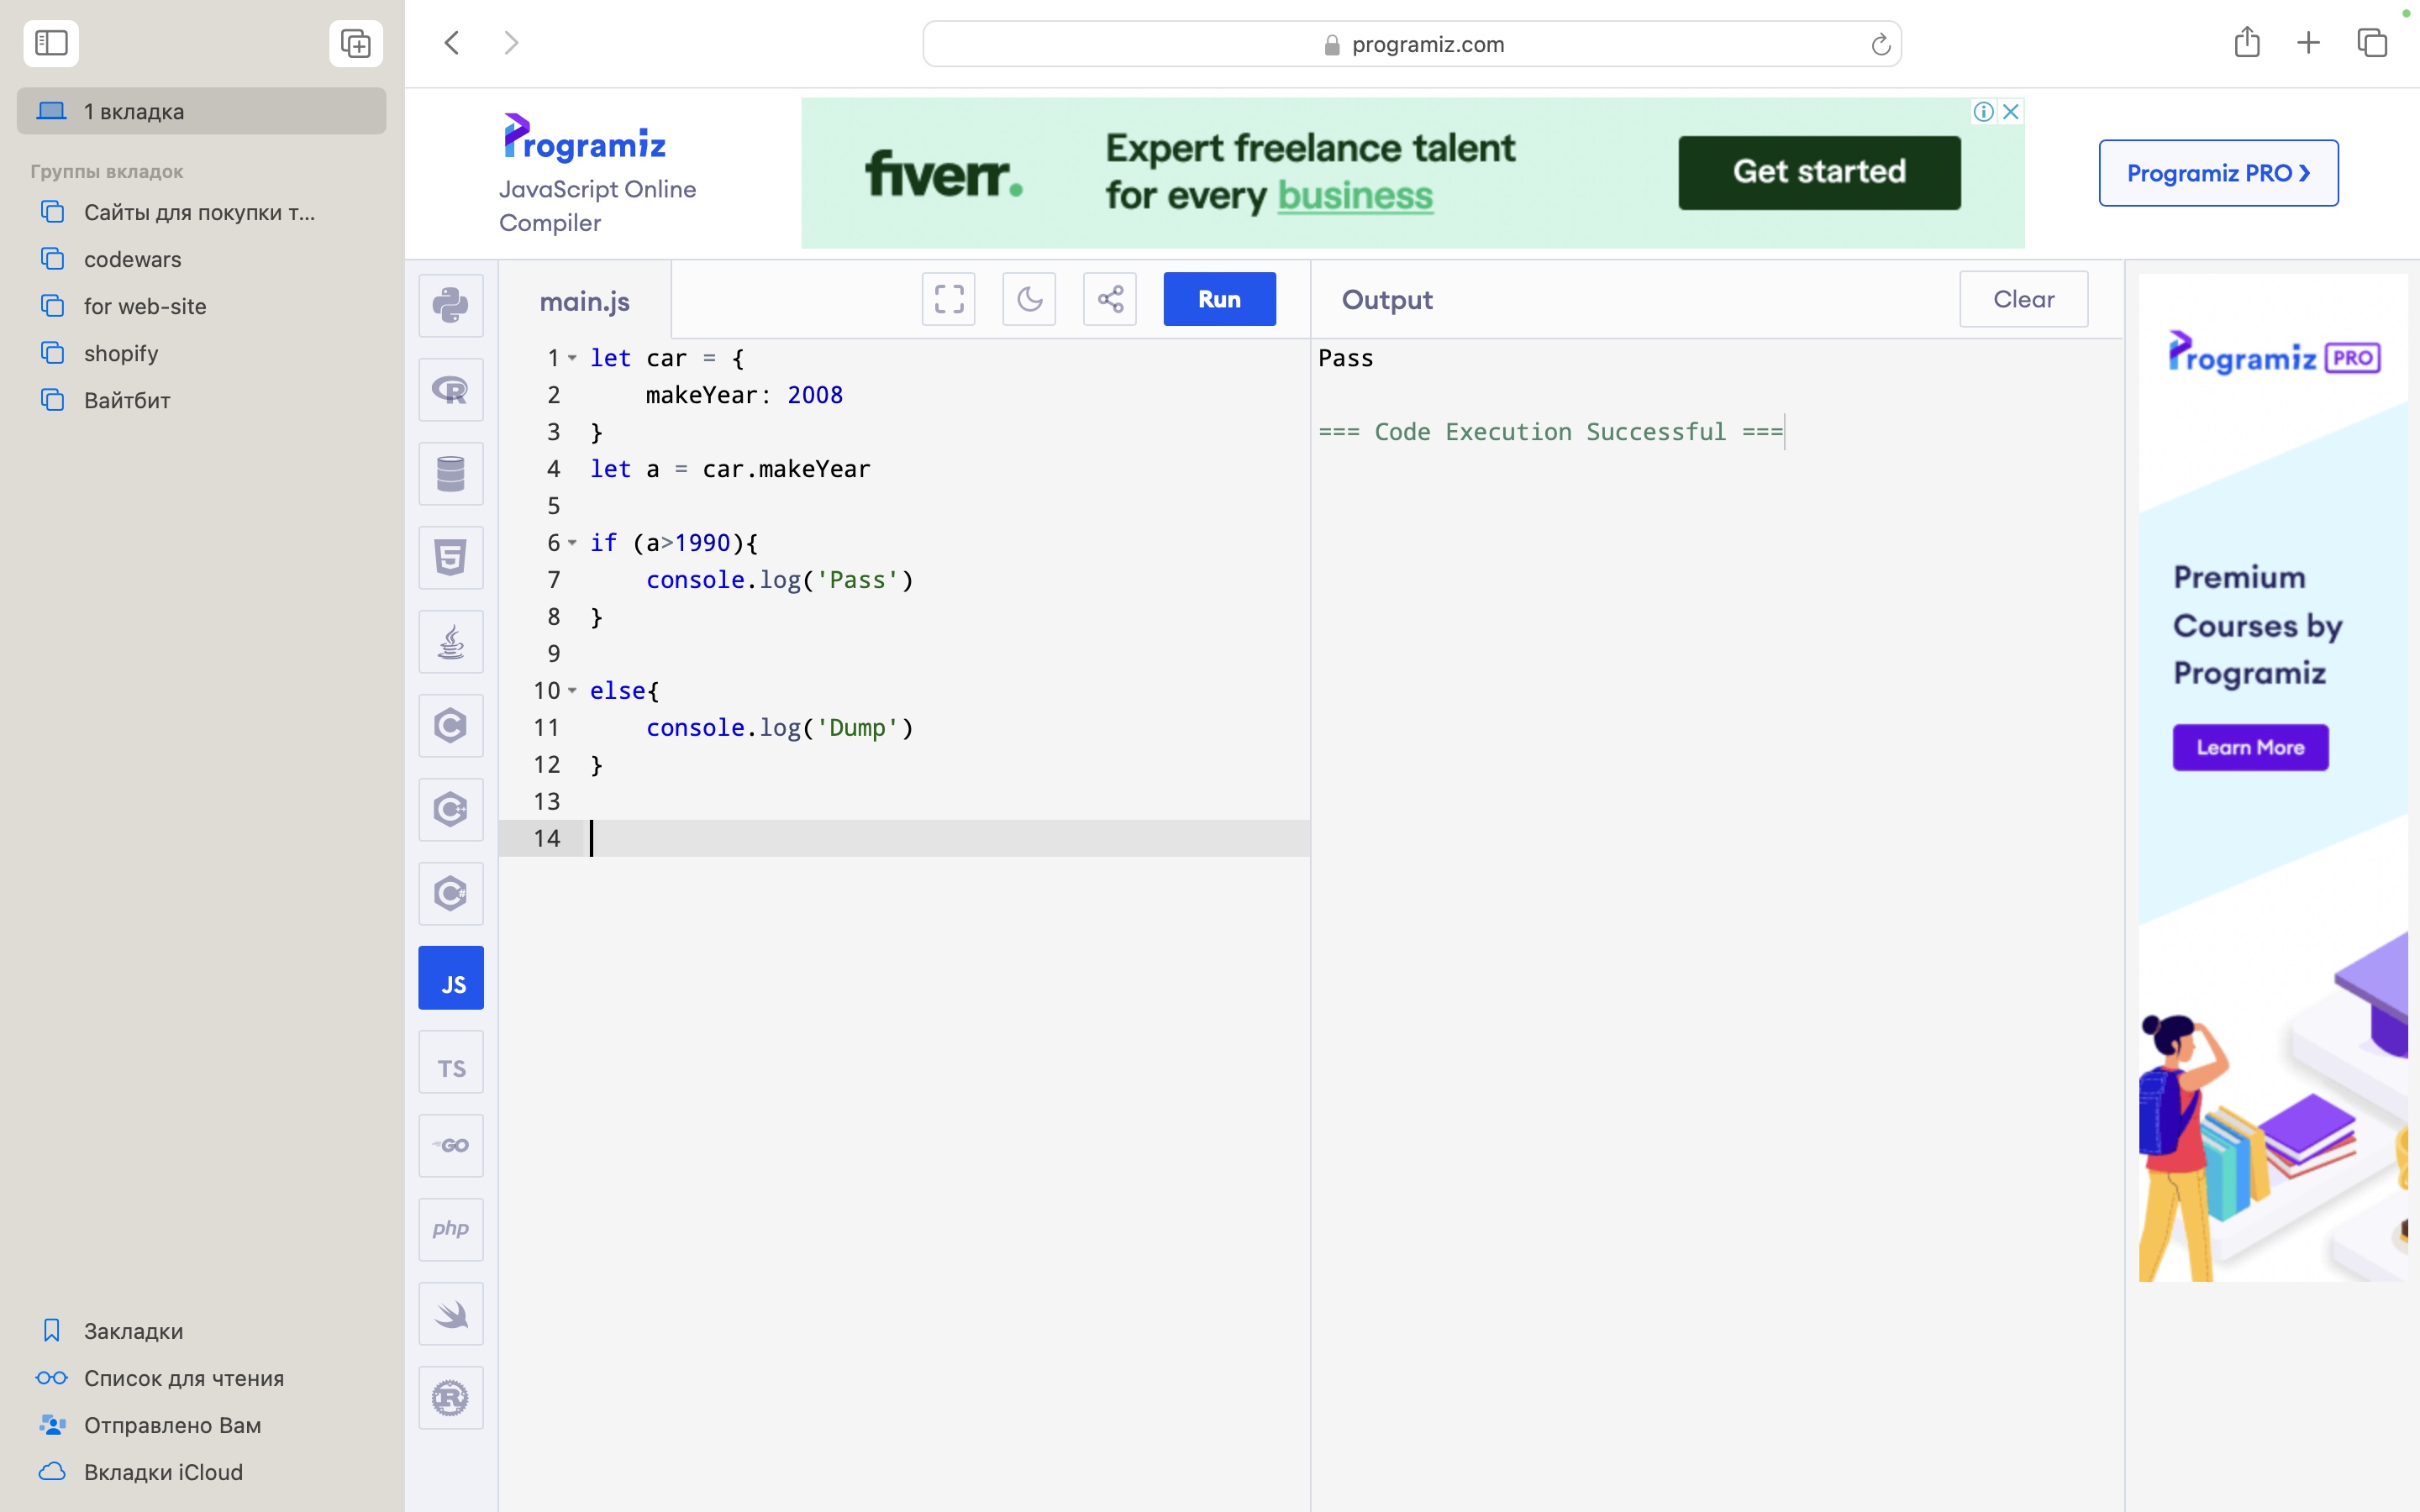 1 вкладка
Группы вкладок
Сайты для покупки т...
codewars
for web-site
shopify
Вайтбит
Закладки
Список для чтения
Отправлено Вам
Вкладки iCloud
programiz.com
Programiz
JavaScript Online
Compiler
fiverr.
Expert freelance talent
for every business
Get started
Programiz PRO ❯
main.js
Run
Output
Clear
1 let car = {
2     makeYear: 2008
3 }
4 let a = car.makeYear
5
6 if (a>1990){
7     console.log('Pass')
8 }
9
10 else{
11     console.log('Dump')
12 }
13
14
Pass
=== Code Execution Successful ===
R
5
C
C++
C#
JS
TS
GO
php
R
Programiz PRO
Premium
Courses by
Programiz
Learn More